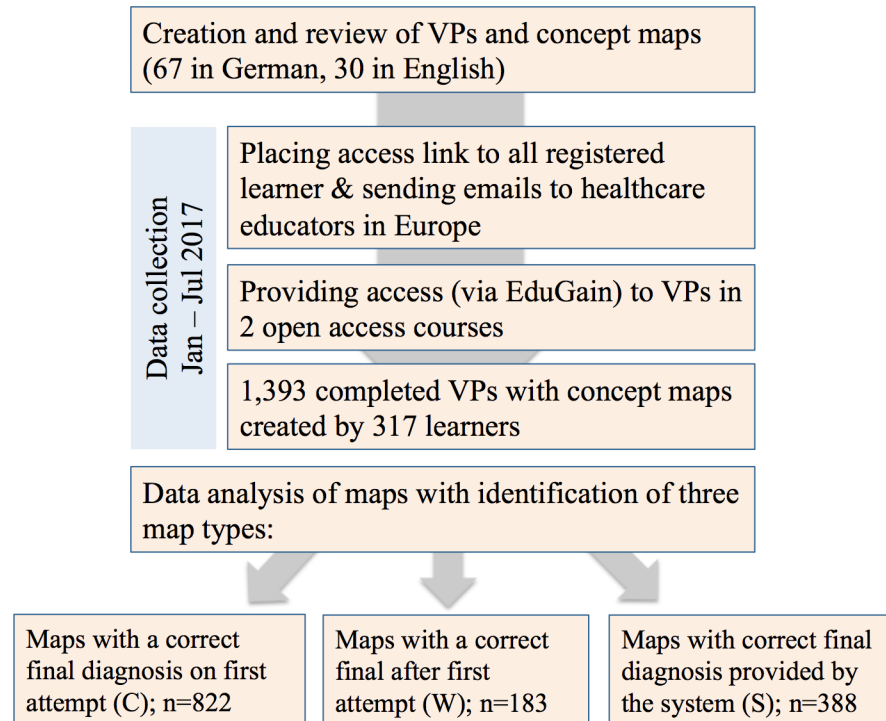 Creation and review of VPs and concept maps
(67 in German, 30 in English)
Data collection
Jan – Jul 2017
Placing access link to all registered
learner & sending emails to healthcare
educators in Europe
Providing access (via EduGain) to VPs in
2 open access courses
1,393 completed VPs with concept maps
created by 317 learners
Data analysis of maps with identification of three
map types:
Maps with a correct
final diagnosis on first
attempt (C); n=822
Maps with a correct
final after first
attempt (W); n=183
Maps with correct final
diagnosis provided by
the system (S); n=388